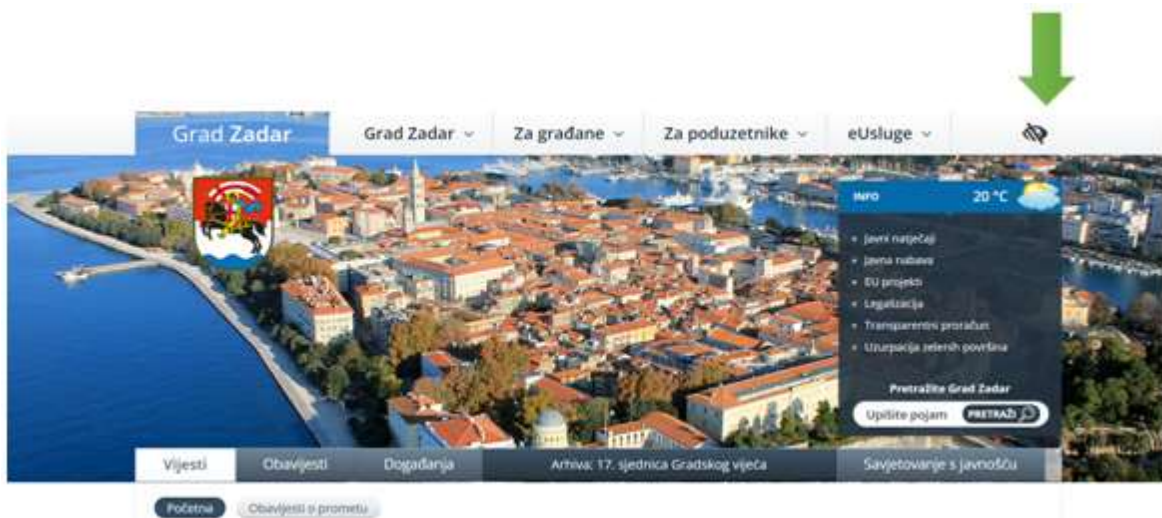 Grad Zadar
Grad Zadar
Za građane
Za poduzetnike
eUsluge
INFO 20 °C
Javni natječaji
Javna nabava
EU projekti
Legalizacija
Transparentni proračun
Uzurpacija zelenih površina
Pretražite Grad Zadar
Upišite pojam PRETRAŽI
Vijesti
Obavijesti
Događanja
Arhiva: 17. sjednica Gradskog vijeća
Savjetovanje s javnošću
Početna
Obavijesti o prometu